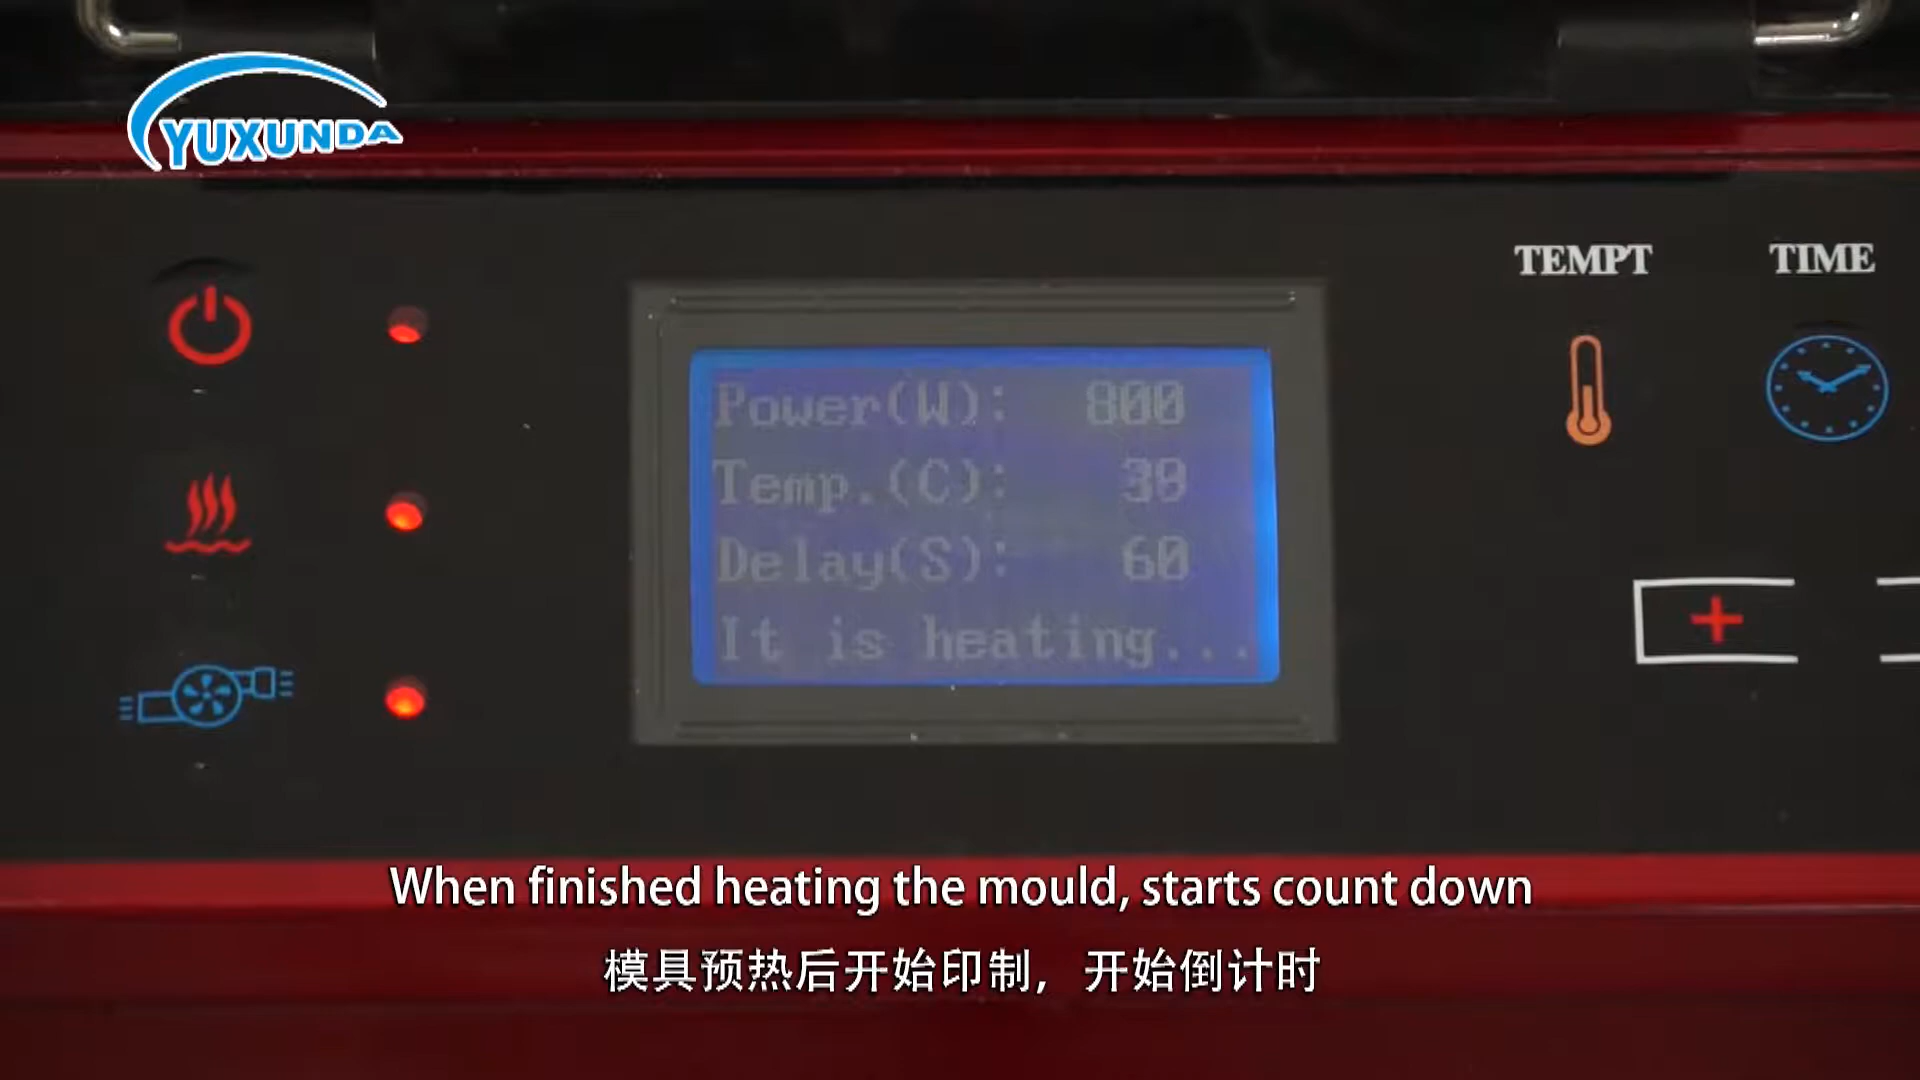 YUXUNDA
TEMPT
TIME
Power(W): 800
Temp.(C): 30
Delay(S): 60
It is heating...
When finished heating the mould, starts count down
模具预热后开始印制，开始倒计时